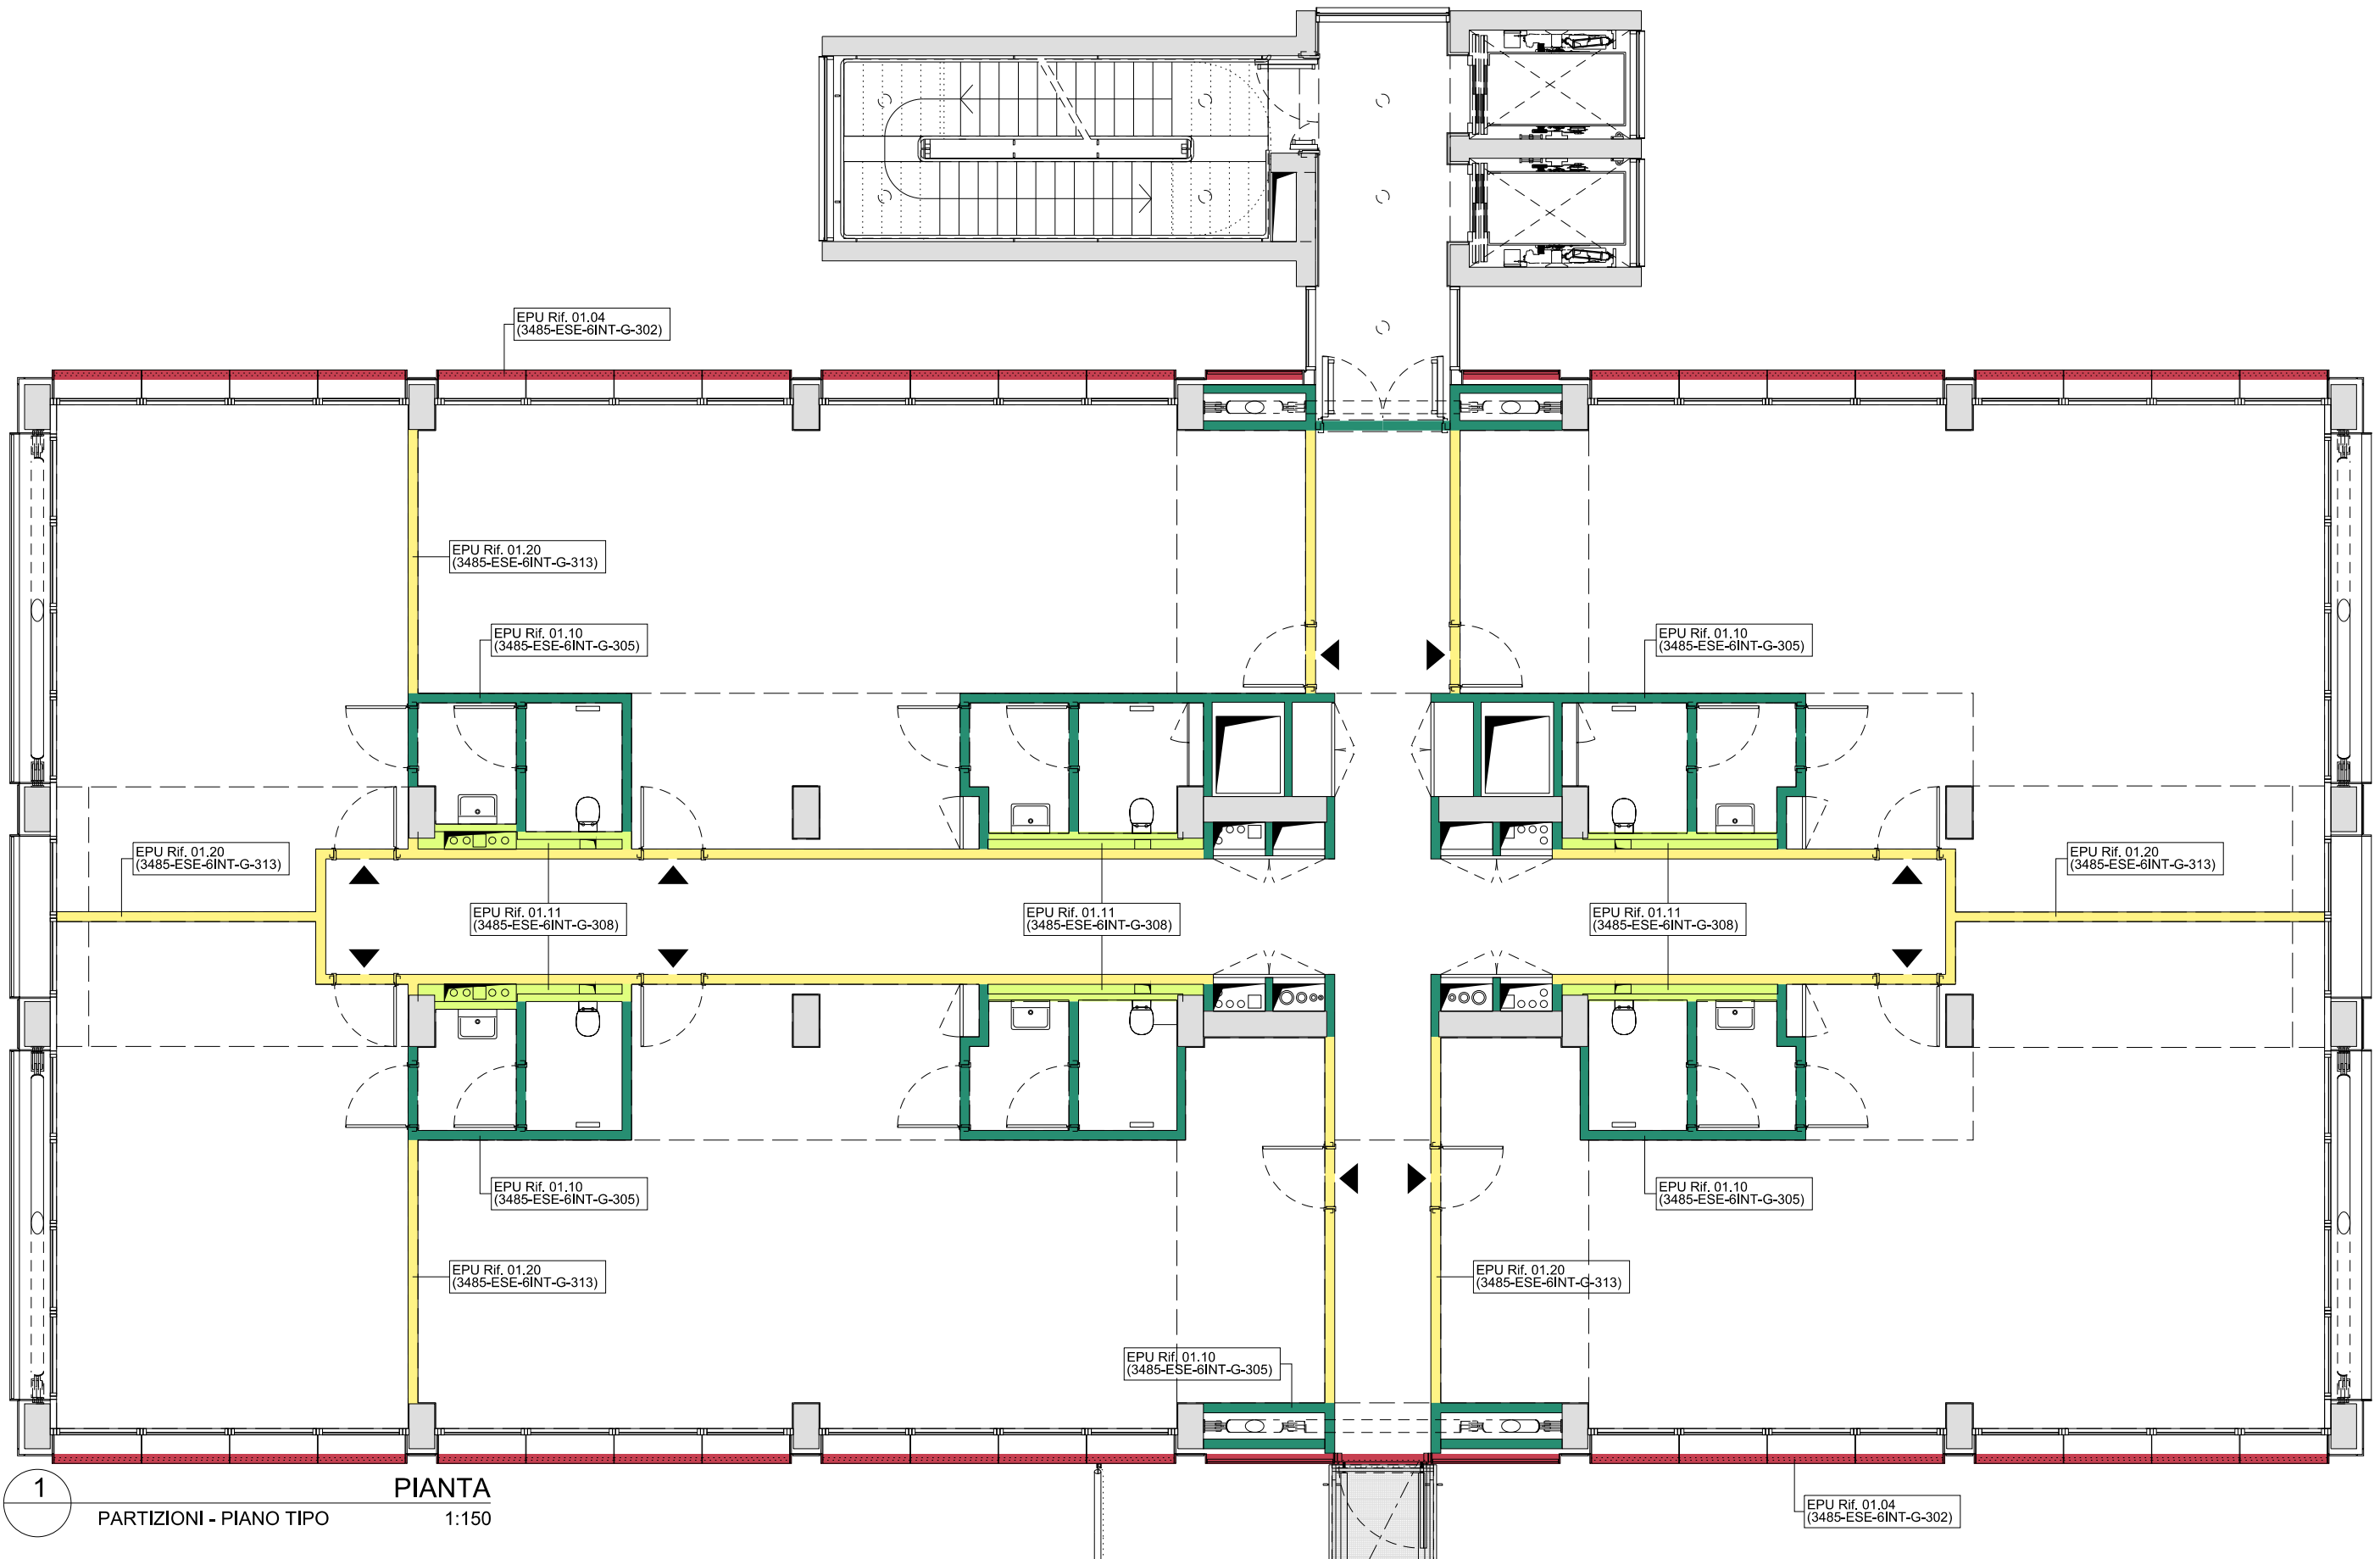 EPU Rif. 01.04
(3485-ESE-6INT-G-302)
EPU Rif. 01.20
(3485-ESE-6INT-G-313)
EPU Rif. 01.10
(3485-ESE-6INT-G-305)
EPU Rif. 01.10
(3485-ESE-6INT-G-305)
EPU Rif. 01.20
(3485-ESE-6INT-G-313)
EPU Rif. 01.20
(3485-ESE-6INT-G-313)
EPU Rif. 01.11
(3485-ESE-6INT-G-308)
EPU Rif. 01.11
(3485-ESE-6INT-G-308)
EPU Rif. 01.11
(3485-ESE-6INT-G-308)
EPU Rif. 01.10
(3485-ESE-6INT-G-305)
EPU Rif. 01.10
(3485-ESE-6INT-G-305)
EPU Rif. 01.20
(3485-ESE-6INT-G-313)
EPU Rif. 01.20
(3485-ESE-6INT-G-313)
EPU Rif. 01.10
(3485-ESE-6INT-G-305)
1 PIANTA
PARTIZIONI - PIANO TIPO 1:150
EPU Rif. 01.04
(3485-ESE-6INT-G-302)